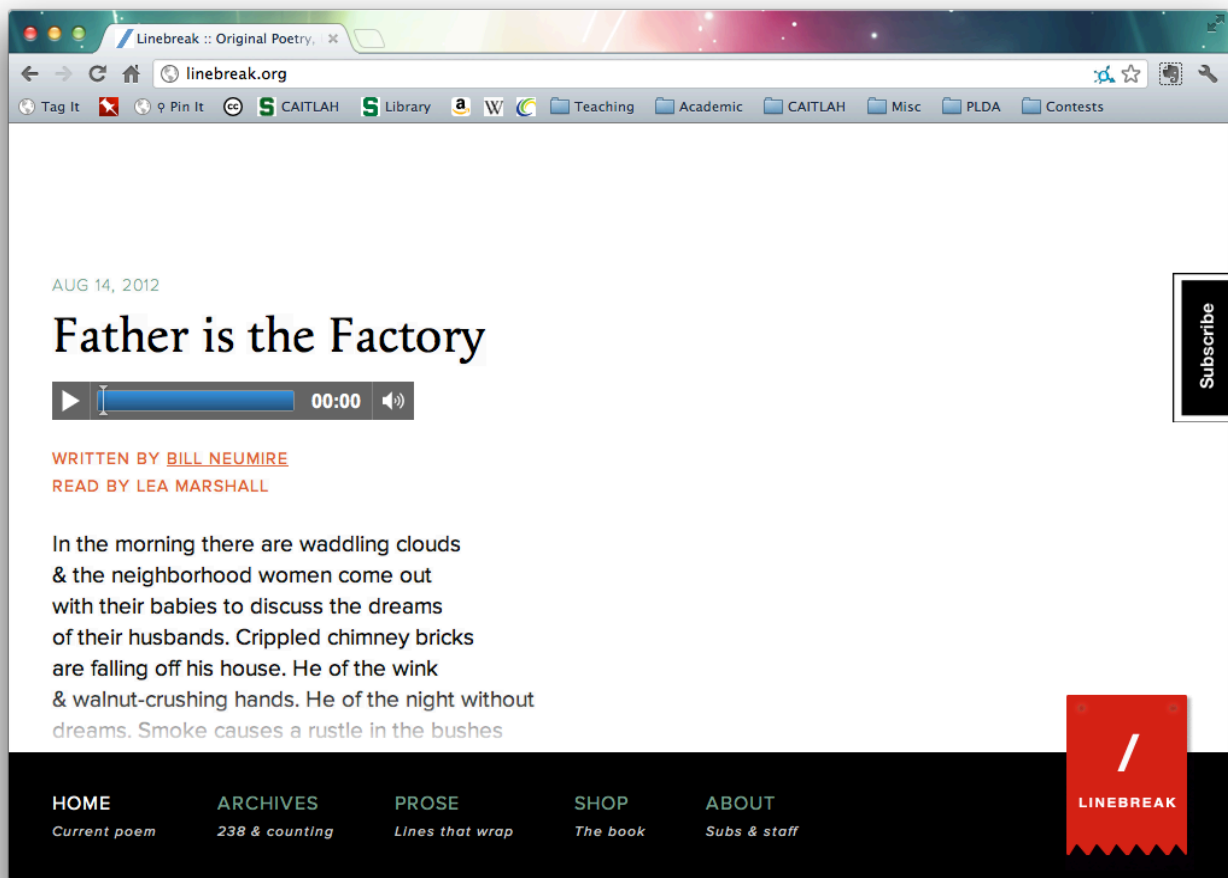 Linebreak :: Original Poetry,
linebreak.org
Tag It
Pin It
cc
S CAITLAH
S Library
a
W
Teaching
Academic
CAITLAH
Misc
PLDA
Contests
AUG 14, 2012
Father is the Factory
00:00
Subscribe
WRITTEN BY BILL NEUMIRE
READ BY LEA MARSHALL
In the morning there are waddling clouds
& the neighborhood women come out
with their babies to discuss the dreams
of their husbands. Crippled chimney bricks
are falling off his house. He of the wink
& walnut-crushing hands. He of the night without
dreams. Smoke causes a rustle in the bushes
/
LINEBREAK
HOME
Current poem
ARCHIVES
238 & counting
PROSE
Lines that wrap
SHOP
The book
ABOUT
Subs & staff